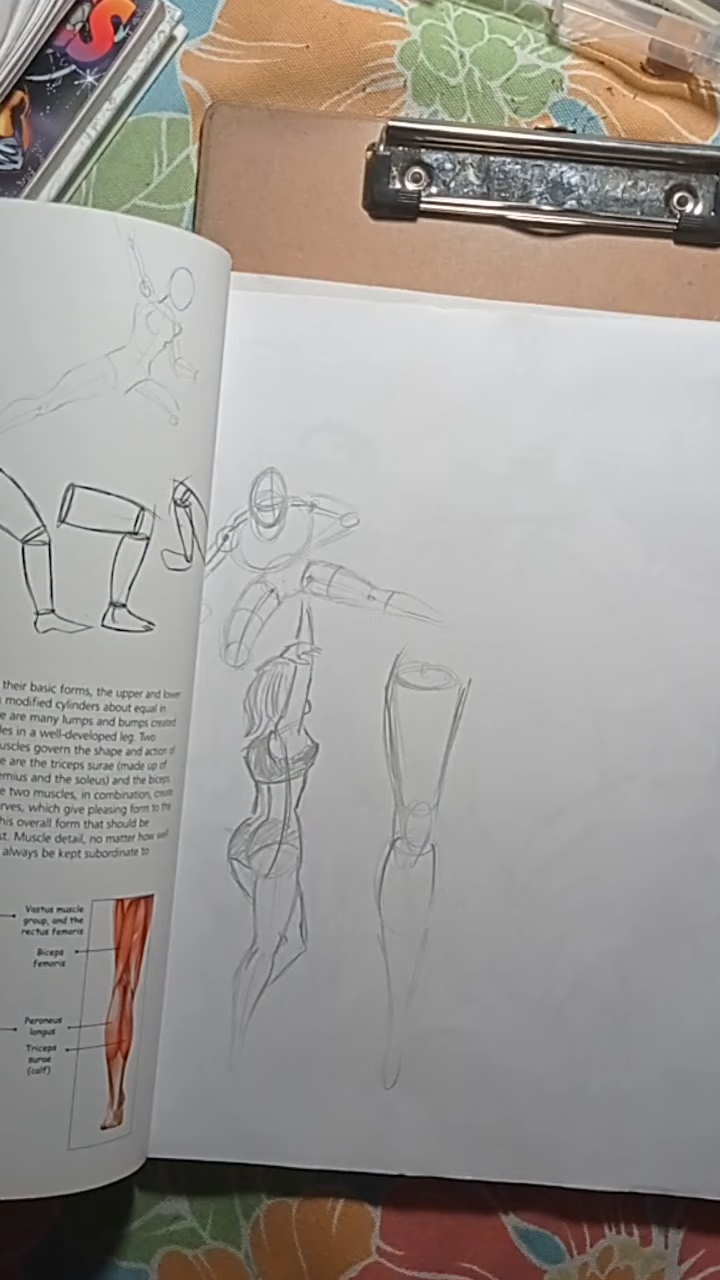 their basic forms, the upper and lower
modified cylinders about equal in
e are many lumps and bumps created
les in a well-developed leg. Two
uscles govern the shape and action of
e are the triceps surae (made up of
emius and the soleus) and the biceps
e two muscles, in combination, create
rves, which give pleasing form to the
his overall form that should be
st. Muscle detail, no matter how well
always be kept subordinate to
Vastus muscle
group, and the
rectus femoris
Biceps
femoris
Peroneus
longus
Triceps
surae
(calf)